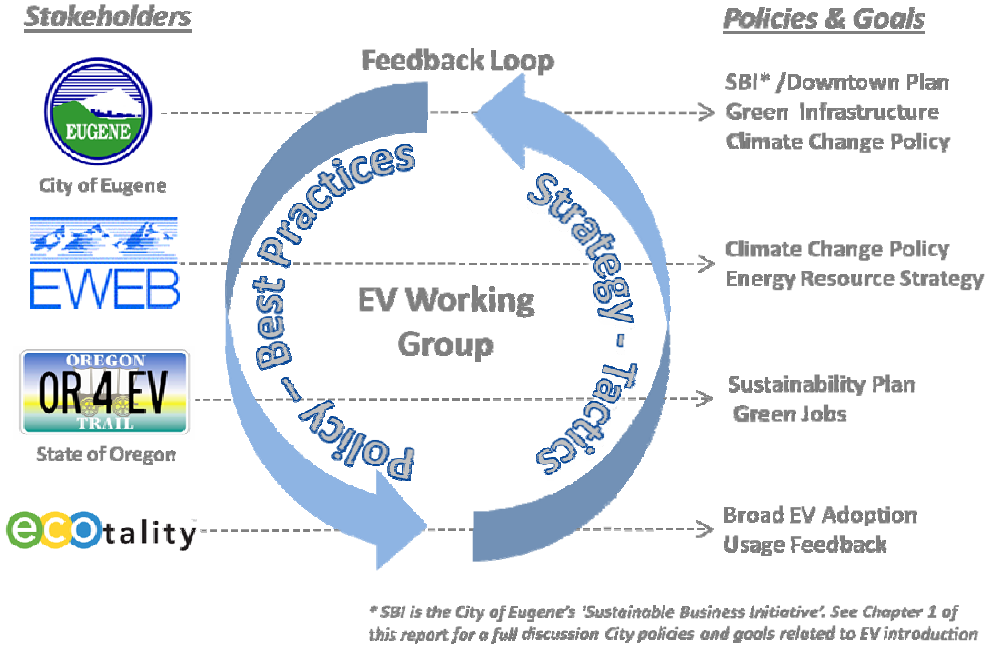 Stakeholders
Policies & Goals
Feedback Loop
EUGENE
City of Eugene
SBI* /Downtown Plan
Green Infrastructure
Climate Change Policy
EWEB
Climate Change Policy
Energy Resource Strategy
Policy – Best Practices
Strategy - Tactics
EV Working
Group
OREGON
OR 4 EV
TRAIL
State of Oregon
Sustainability Plan
Green Jobs
ecotality
Broad EV Adoption
Usage Feedback
* SBI is the City of Eugene's 'Sustainable Business Initiative'. See Chapter 1 of
this report for a full discussion City policies and goals related to EV introduction